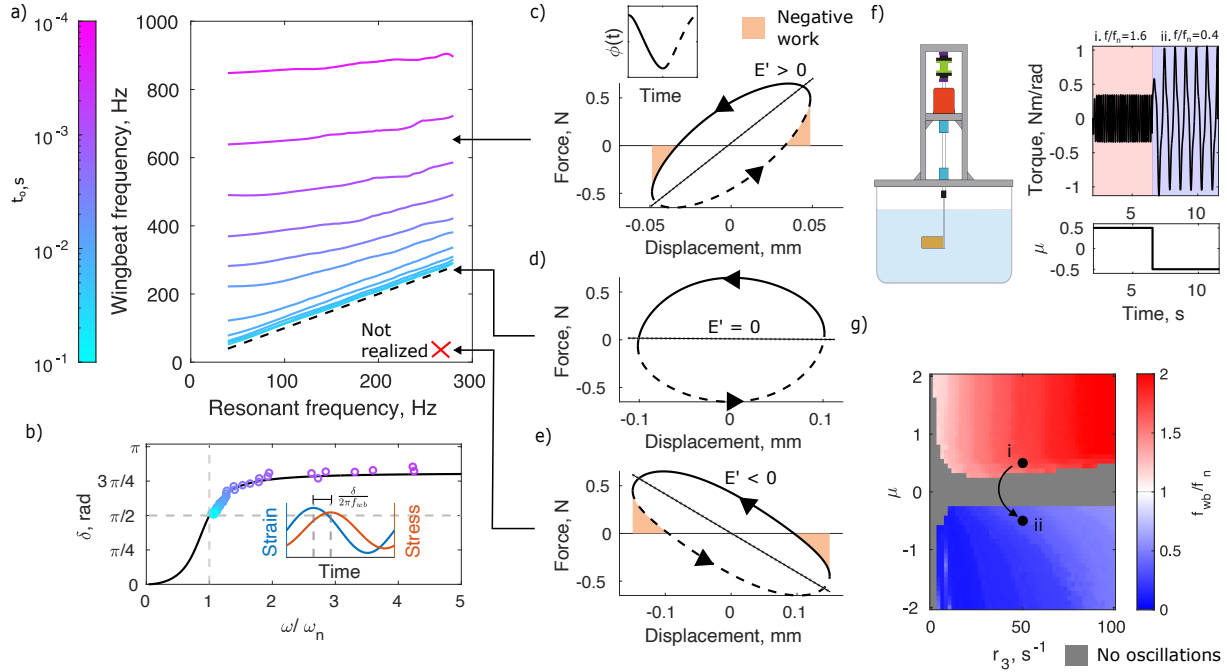 a)
10⁻⁴
10⁻³
10⁻²
10⁻¹
t₀,s
Wingbeat frequency, Hz
1000
800
600
400
200
0
0
100
200
300
Resonant frequency, Hz
Not
realized
b)
δ, rad
π
3π/4
π/2
π/4
0
0
1
2
3
4
5
ω/ ωₙ
δ
2πf_wb
Strain
Stress
Time
c)
ϕ(t)
Time
Negative
work
E' > 0
Force, N
0.5
0
-0.5
-0.05
0
0.05
Displacement, mm
d)
E' = 0
Force, N
0.5
0
-0.5
-0.1
0
0.1
Displacement, mm
e)
E' < 0
Force, N
0.5
0
-0.5
-0.1
0
0.1
Displacement, mm
f)
i. f/fₙ=1.6
ii. f/fₙ=0.4
Torque, Nm/rad
1
0.5
0
-0.5
-1
5
10
μ
0.5
0
-0.5
5
10
Time, s
g)
μ
2
1
0
-1
-2
i
ii
0
50
100
r₃, s⁻¹
2
1.5
1
0.5
0
f_wb/fₙ
No oscillations